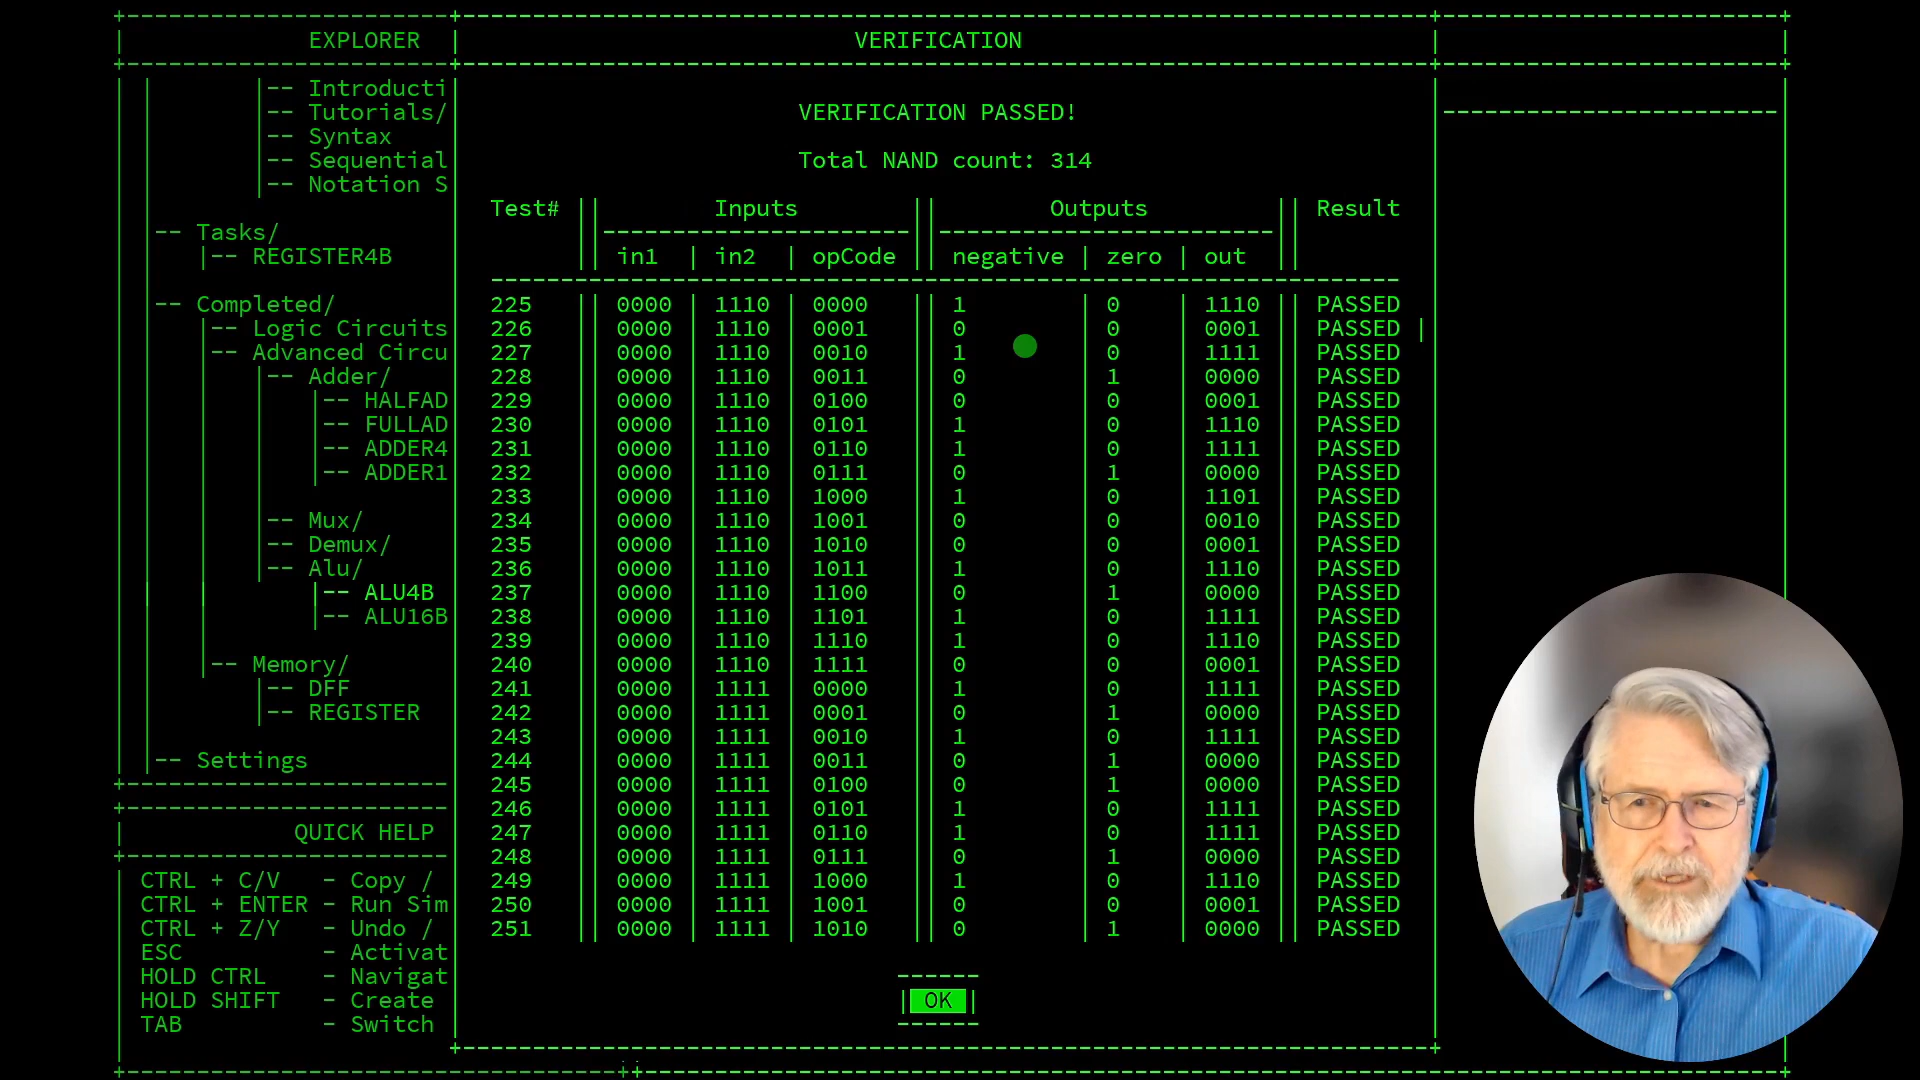 EXPLORER
VERIFICATION
-- Introducti
-- Tutorials/
-- Syntax
-- Sequential
-- Notation S
-- Tasks/
-- REGISTER4B
-- Completed/
-- Logic Circuits
-- Advanced Circu
-- Adder/
-- HALFAD
-- FULLAD
-- ADDER4
-- ADDER1
-- Mux/
-- Demux/
-- Alu/
-- ALU4B
-- ALU16B
-- Memory/
-- DFF
-- REGISTER
-- Settings
QUICK HELP
CTRL + C/V - Copy /
CTRL + ENTER - Run Sim
CTRL + Z/Y - Undo /
ESC - Activat
HOLD CTRL - Navigat
HOLD SHIFT - Create
TAB - Switch
VERIFICATION PASSED!
Total NAND count: 314
Test# || Inputs || Outputs || Result
in1 | in2 | opCode || negative | zero | out
225 || 0000 | 1110 | 0000 || 1 | 0 | 1110 || PASSED
226 || 0000 | 1110 | 0001 || 0 | 0 | 0001 || PASSED |
227 || 0000 | 1110 | 0010 || 1 | 0 | 1111 || PASSED
228 || 0000 | 1110 | 0011 || 0 | 1 | 0000 || PASSED
229 || 0000 | 1110 | 0100 || 0 | 0 | 0001 || PASSED
230 || 0000 | 1110 | 0101 || 1 | 0 | 1110 || PASSED
231 || 0000 | 1110 | 0110 || 1 | 0 | 1111 || PASSED
232 || 0000 | 1110 | 0111 || 0 | 1 | 0000 || PASSED
233 || 0000 | 1110 | 1000 || 1 | 0 | 1101 || PASSED
234 || 0000 | 1110 | 1001 || 0 | 0 | 0010 || PASSED
235 || 0000 | 1110 | 1010 || 0 | 0 | 0001 || PASSED
236 || 0000 | 1110 | 1011 || 1 | 0 | 1110 || PASSED
237 || 0000 | 1110 | 1100 || 0 | 1 | 0000 || PASSED
238 || 0000 | 1110 | 1101 || 1 | 0 | 1111 || PASSED
239 || 0000 | 1110 | 1110 || 1 | 0 | 1110 || PASSED
240 || 0000 | 1110 | 1111 || 0 | 0 | 0001 || PASSED
241 || 0000 | 1111 | 0000 || 1 | 0 | 1111 || PASSED
242 || 0000 | 1111 | 0001 || 0 | 1 | 0000 || PASSED
243 || 0000 | 1111 | 0010 || 1 | 0 | 1111 || PASSED
244 || 0000 | 1111 | 0011 || 0 | 1 | 0000 || PASSED
245 || 0000 | 1111 | 0100 || 0 | 1 | 0000 || PASSED
246 || 0000 | 1111 | 0101 || 1 | 0 | 1111 || PASSED
247 || 0000 | 1111 | 0110 || 1 | 0 | 1111 || PASSED
248 || 0000 | 1111 | 0111 || 0 | 1 | 0000 || PASSED
249 || 0000 | 1111 | 1000 || 1 | 0 | 1110 || PASSED
250 || 0000 | 1111 | 1001 || 0 | 0 | 0001 || PASSED
251 || 0000 | 1111 | 1010 || 0 | 1 | 0000 || PASSED
| OK |